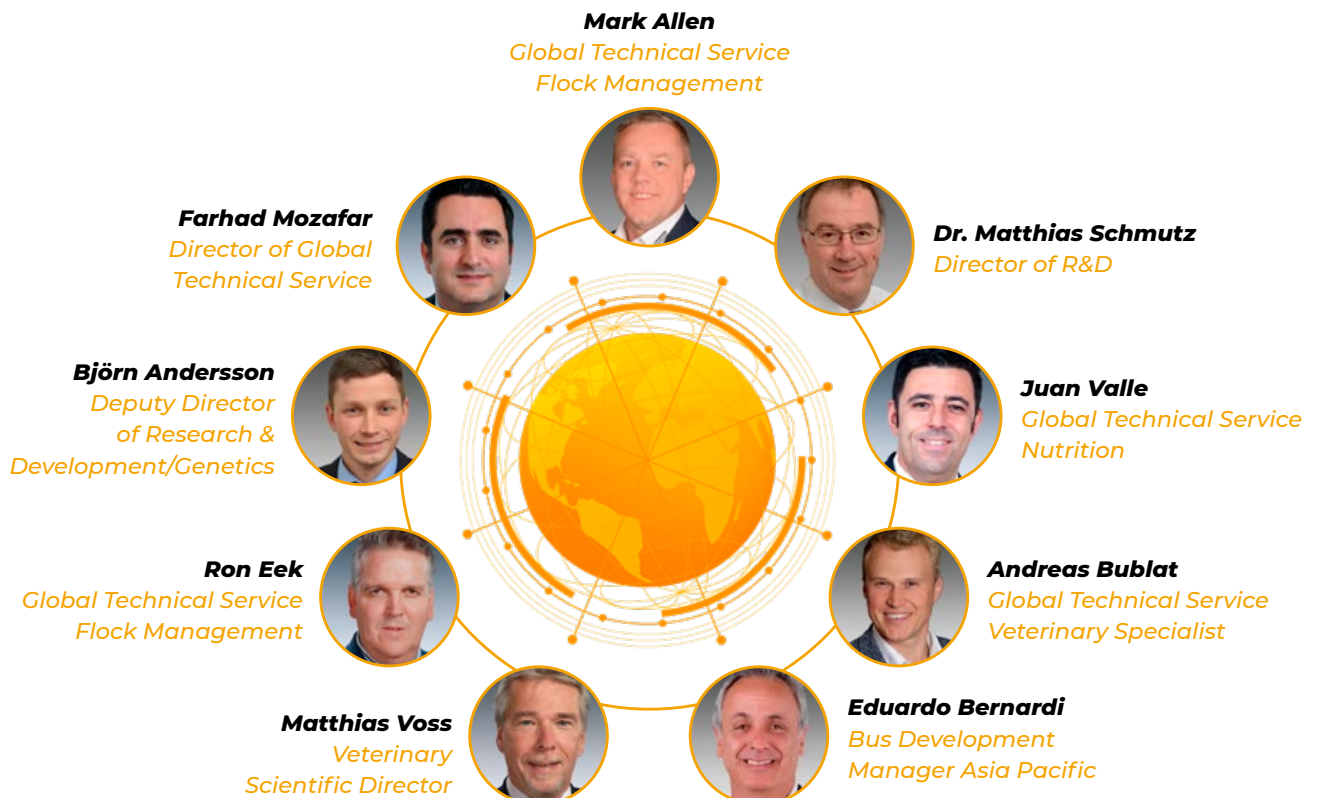 Mark Allen
Global Technical Service
Flock Management
Farhad Mozafar
Director of Global
Technical Service
Dr. Matthias Schmutz
Director of R&D
Björn Andersson
Deputy Director
of Research &
Development/Genetics
Juan Valle
Global Technical Service
Nutrition
Ron Eek
Global Technical Service
Flock Management
Andreas Bublat
Global Technical Service
Veterinary Specialist
Matthias Voss
Veterinary
Scientific Director
Eduardo Bernardi
Bus Development
Manager Asia Pacific